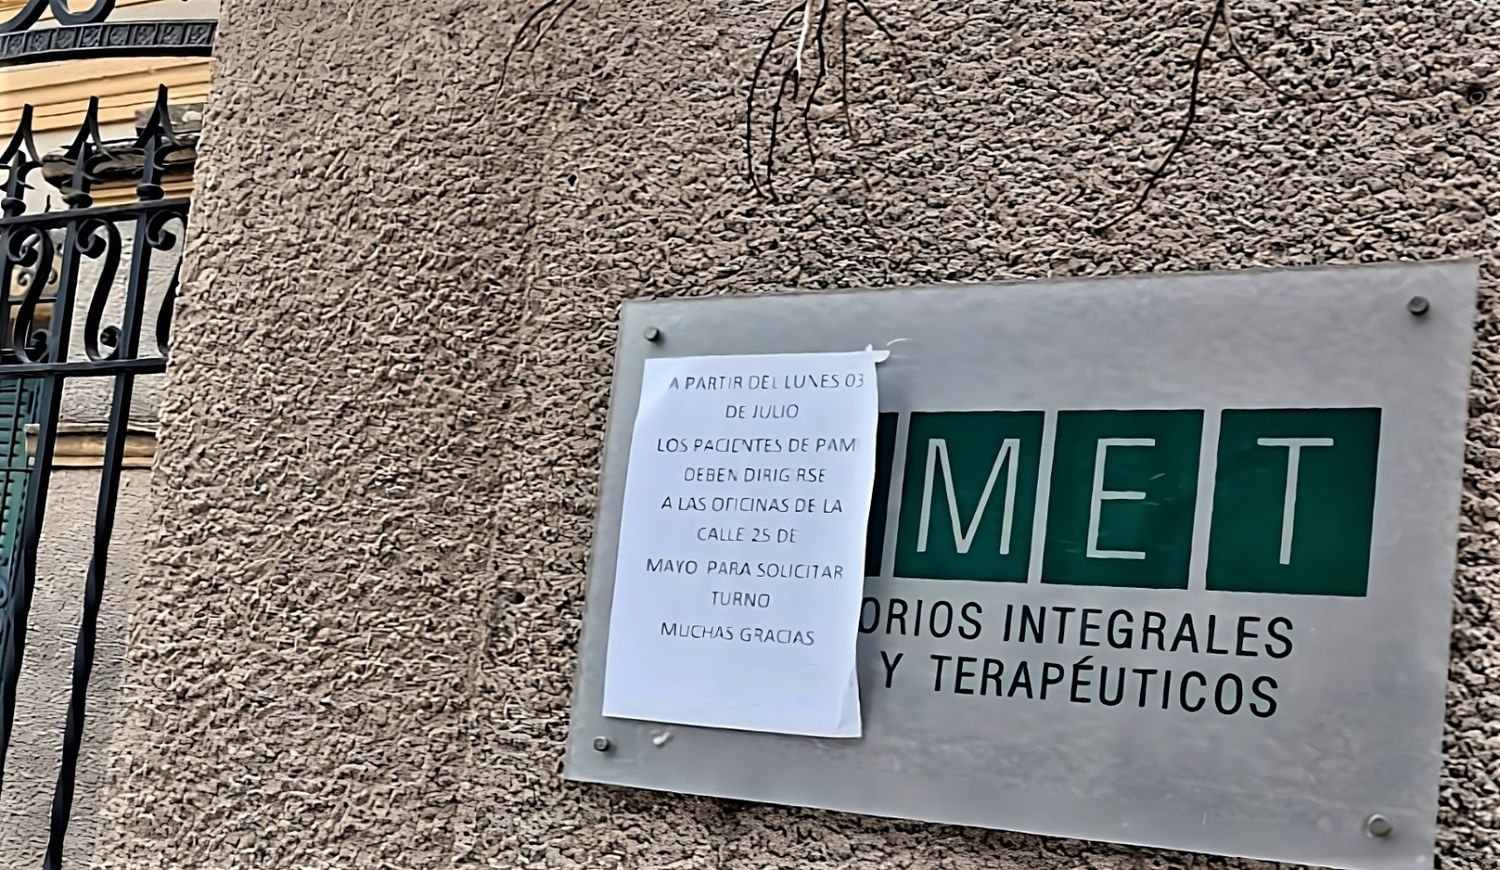 A PARTIR DEL LUNES 03
DE JULIO
LOS PACIENTES DE PAMI
DEBEN DIRIGIRSE
A LAS OFICINAS DE LA
CALLE 25 DE
MAYO PARA SOLICITAR
TURNO
MUCHAS GRACIAS
MET
ORIOS INTEGRALES
Y TERAPÉUTICOS